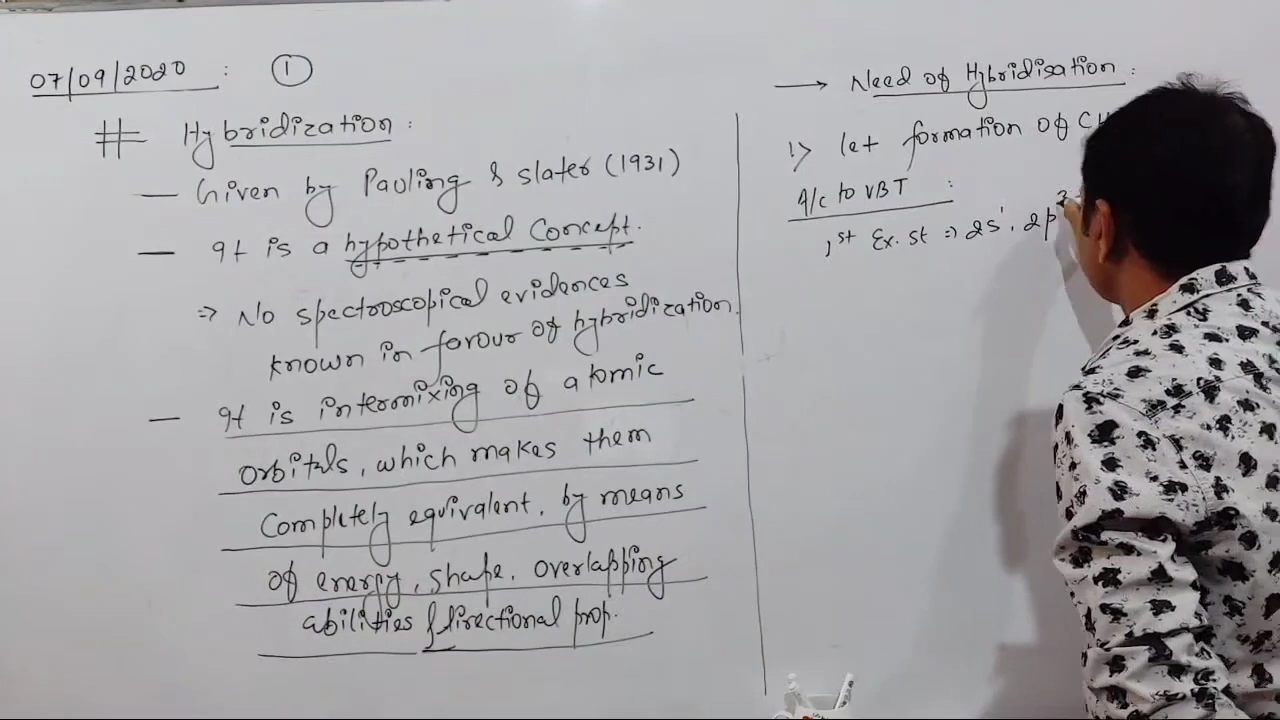 07/09/2020 : ①
# Hybridization :
— Given by Pauling & slater (1931)
— It is a hypothetical Concept.
⇒ No spectroscopical evidences
known in favour of hybridization.
— It is intermixing of atomic
orbitals, which makes them
Completely equivalent, by means
of energy, shape, overlapping
abilities & directional prop.
→ Need of Hybridisation :
1> let formation of
A/c to VBT :
1st Ex. st ⇒ 2s¹, 2p³